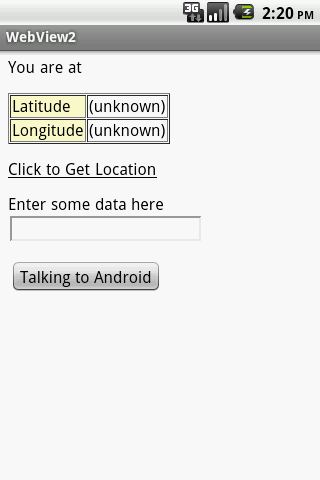 3G 2:20 PM
WebView2
You are at
Latitude (unknown)
Longitude (unknown)
Click to Get Location
Enter some data here
Talking to Android